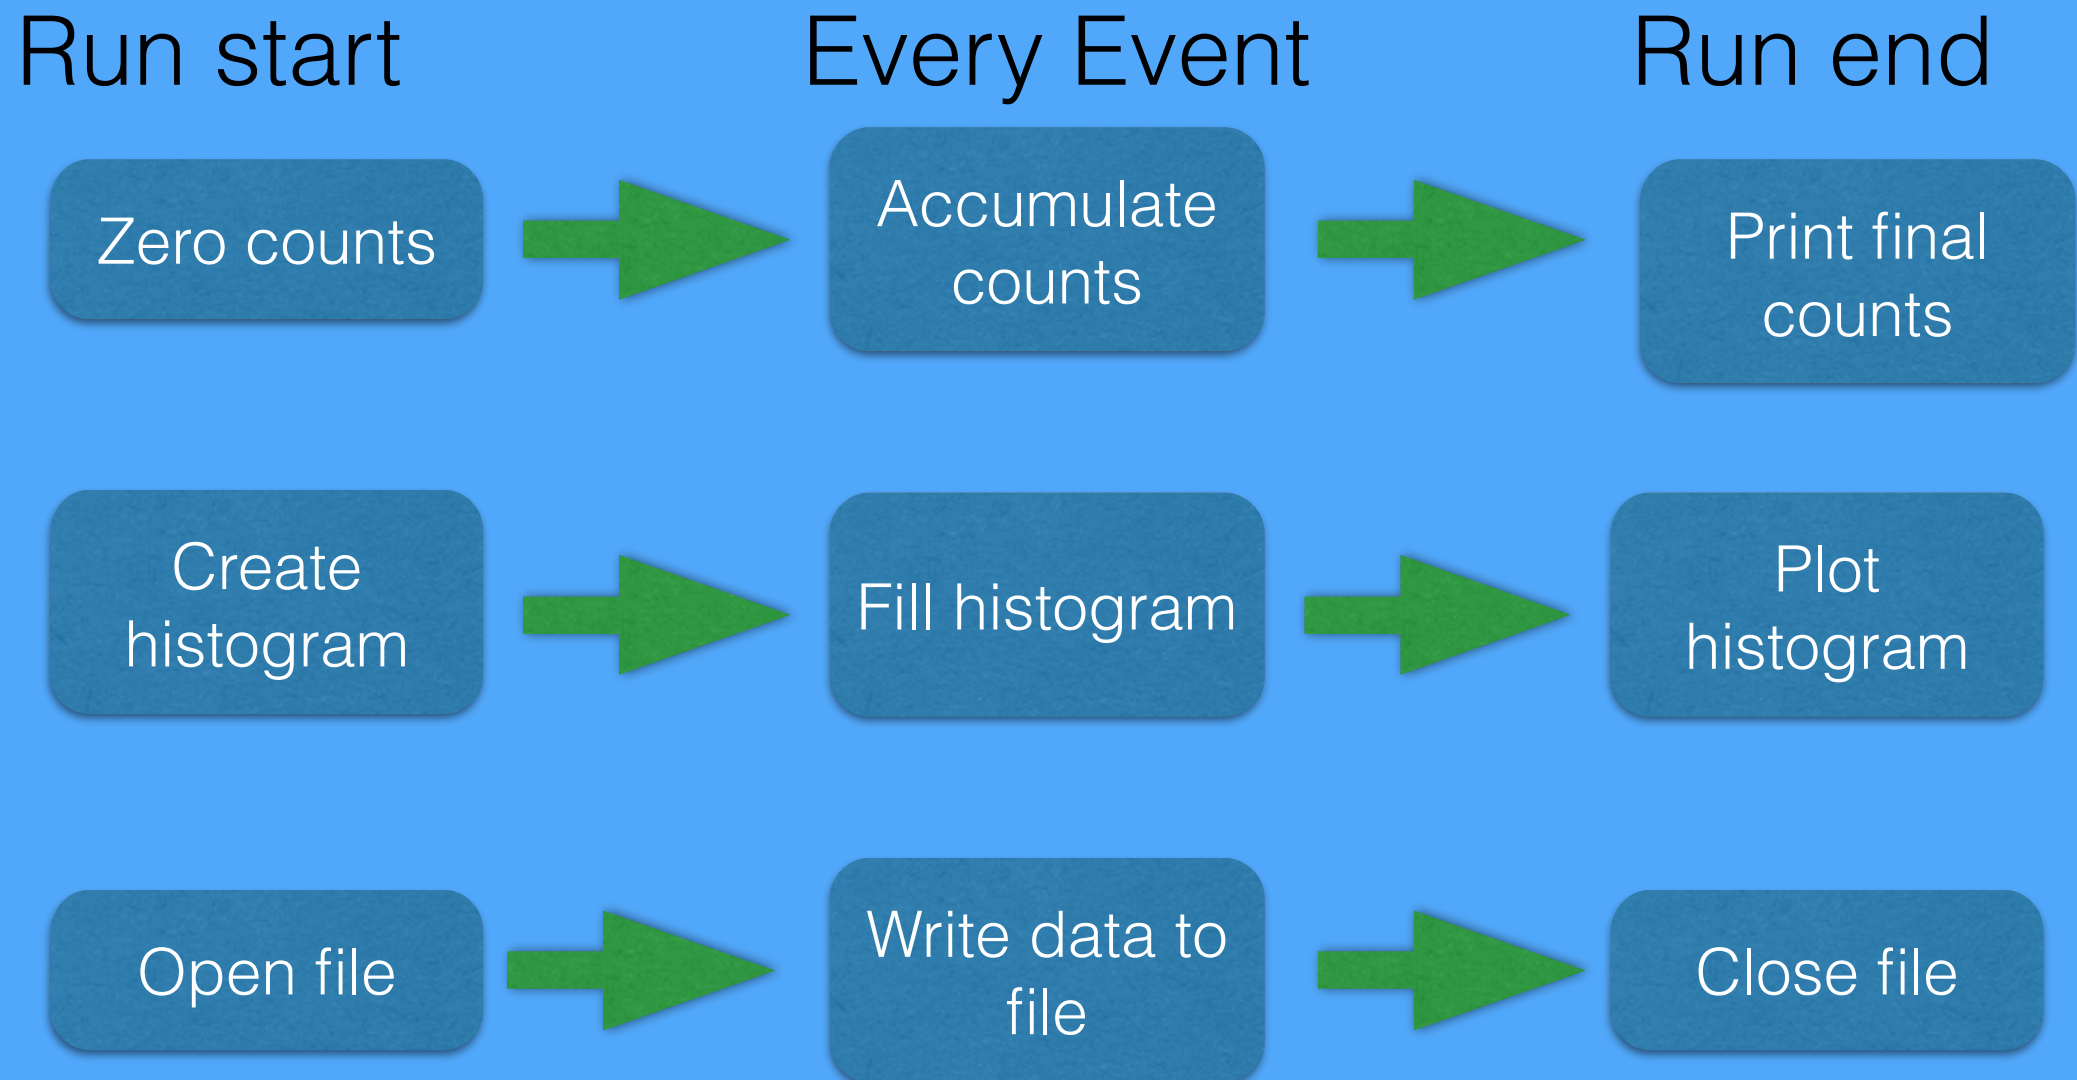 Run start
Every Event
Run end
Zero counts
Accumulate
counts
Print final
counts
Create
histogram
Fill histogram
Plot
histogram
Open file
Write data to
file
Close file